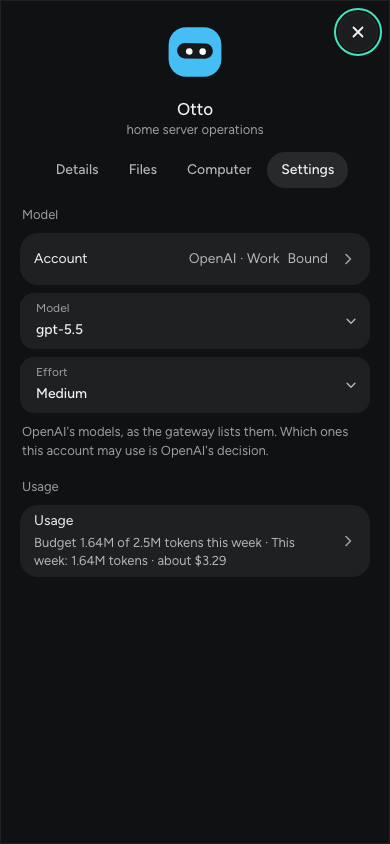 Otto
home server operations
Details Files Computer Settings
Model
Account OpenAI · Work Bound
Model
gpt-5.5
Effort
Medium
OpenAI's models, as the gateway lists them. Which ones
this account may use is OpenAI's decision.
Usage
Usage
Budget 1.64M of 2.5M tokens this week · This
week: 1.64M tokens · about $3.29